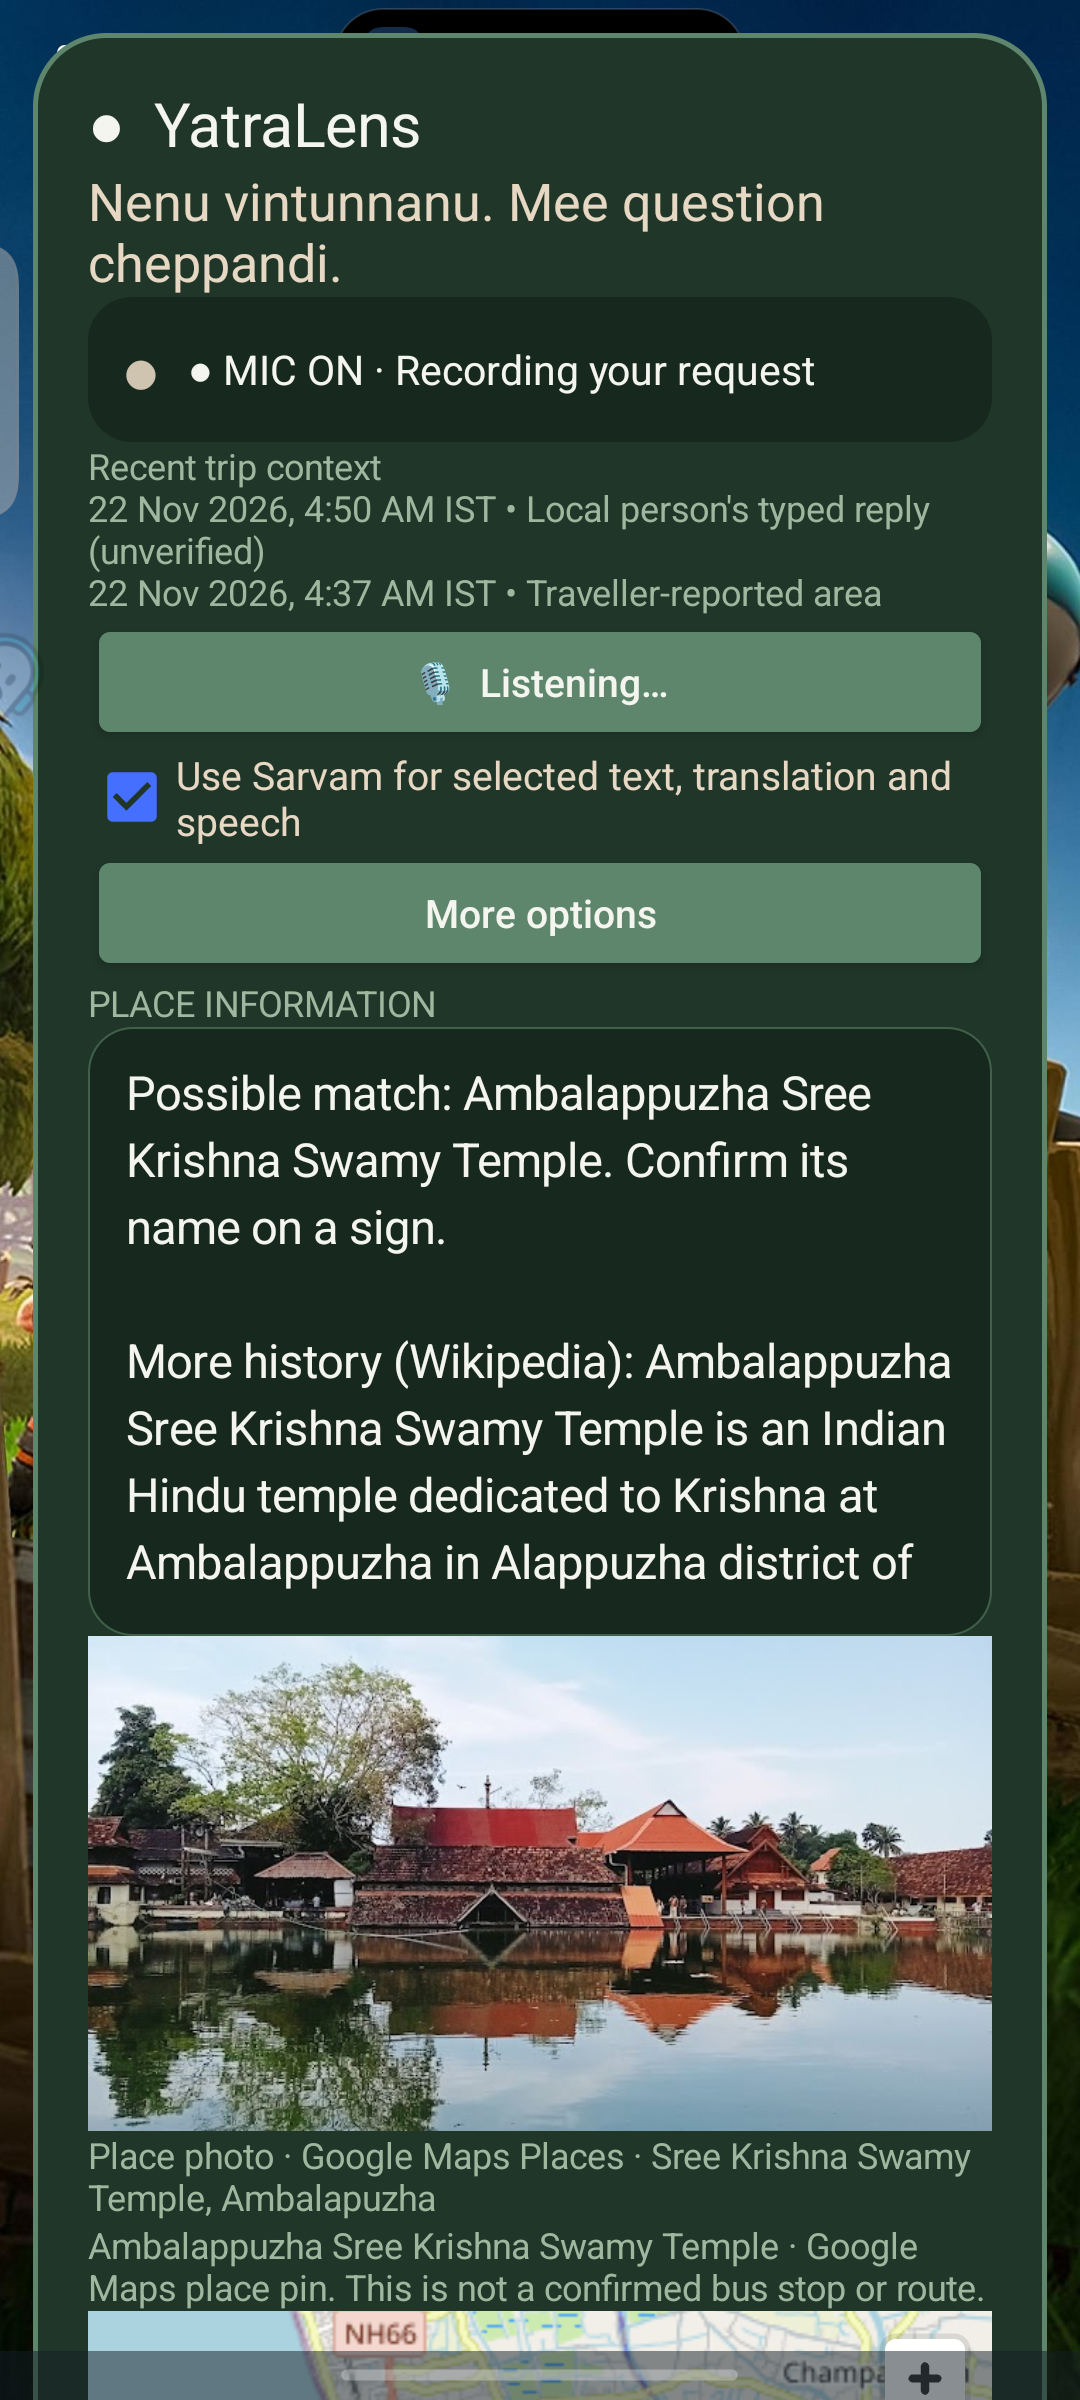 ● YatraLens
Nenu vintunnanu. Mee question
cheppandi.
● MIC ON · Recording your request
Recent trip context
22 Nov 2026, 4:50 AM IST • Local person's typed reply
(unverified)
22 Nov 2026, 4:37 AM IST • Traveller-reported area
🎙️ Listening…
Use Sarvam for selected text, translation and
speech
More options
PLACE INFORMATION
Possible match: Ambalappuzha Sree
Krishna Swamy Temple. Confirm its
name on a sign.
More history (Wikipedia): Ambalappuzha
Sree Krishna Swamy Temple is an Indian
Hindu temple dedicated to Krishna at
Ambalappuzha in Alappuzha district of
Place photo · Google Maps Places · Sree Krishna Swamy
Temple, Ambalapuzha
Ambalappuzha Sree Krishna Swamy Temple · Google
Maps place pin. This is not a confirmed bus stop or route.
NH66
+